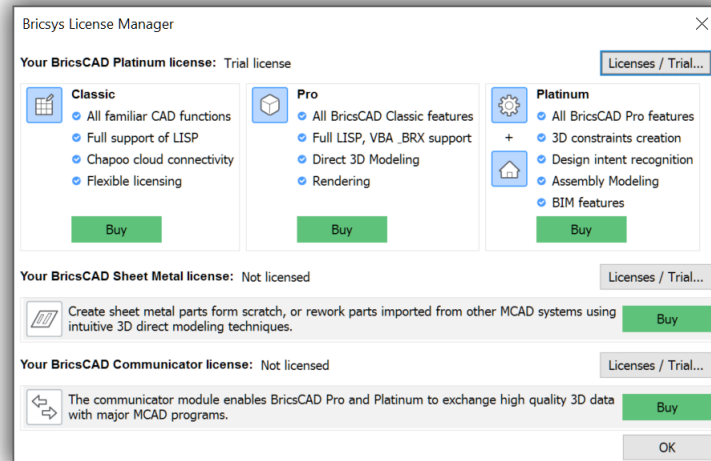 Bricsys License Manager
Your BricsCAD Platinum license: Trial license
Licenses / Trial...
Classic
All familiar CAD functions
Full support of LISP
Chapoo cloud connectivity
Flexible licensing
Buy
Pro
All BricsCAD Classic features
Full LISP, VBA _BRX support
Direct 3D Modeling
Rendering
Buy
+
Platinum
All BricsCAD Pro features
3D constraints creation
Design intent recognition
Assembly Modeling
BIM features
Buy
Your BricsCAD Sheet Metal license: Not licensed
Licenses / Trial...
Create sheet metal parts form scratch, or rework parts imported from other MCAD systems using
intuitive 3D direct modeling techniques.
Buy
Your BricsCAD Communicator license: Not licensed
Licenses / Trial...
The communicator module enables BricsCAD Pro and Platinum to exchange high quality 3D data
with major MCAD programs.
Buy
OK